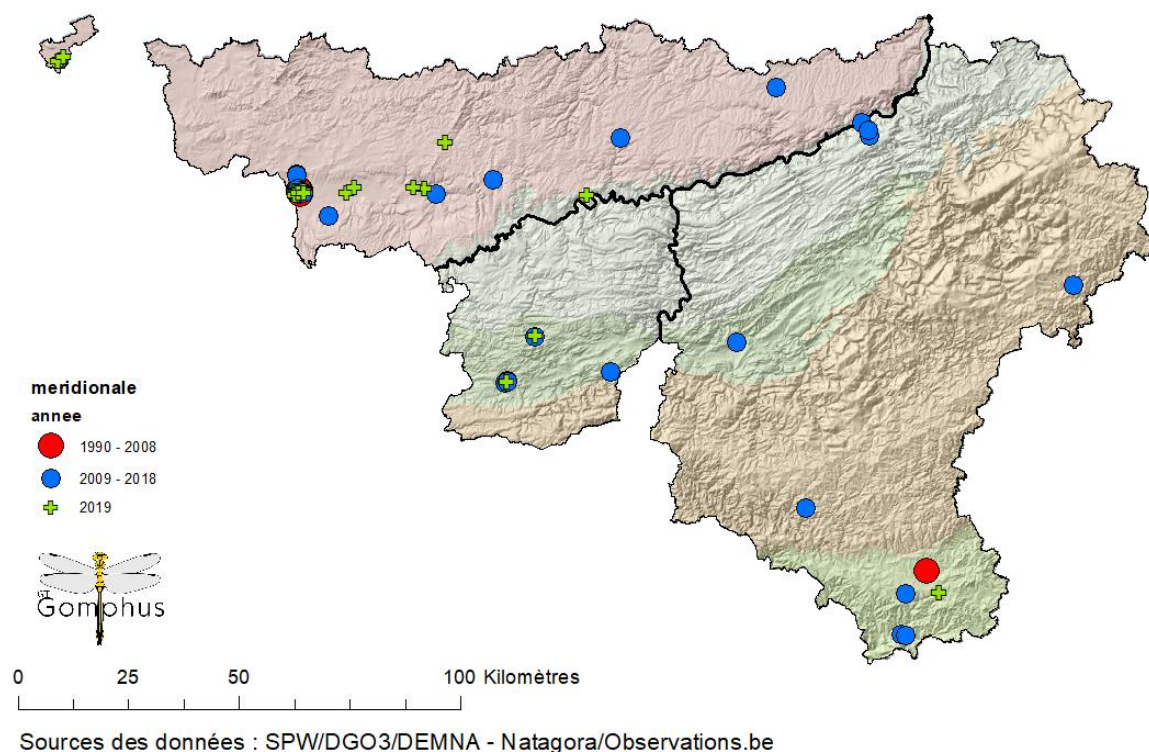 meridionale
annee
1990 - 2008
2009 - 2018
2019
GT
Gomphus
0 25 50 100 Kilomètres
Sources des données : SPW/DGO3/DEMNA - Natagora/Observations.be